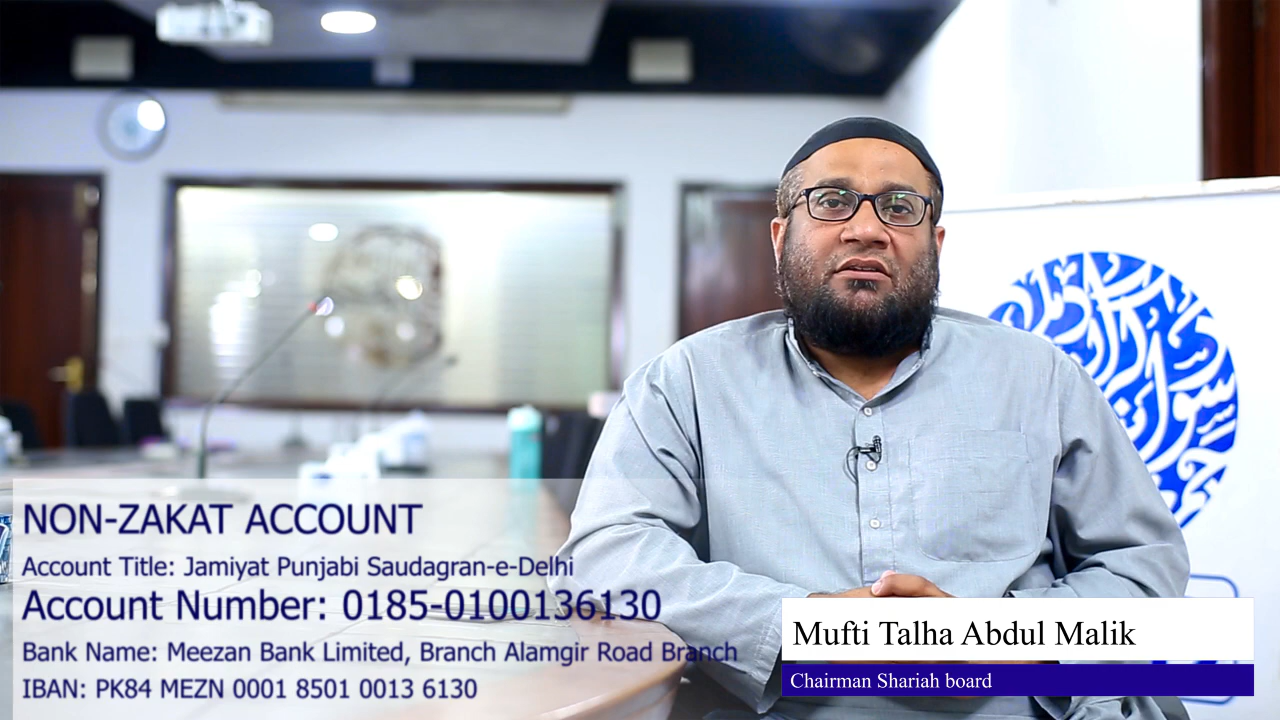 NON-ZAKAT ACCOUNT
Account Title: Jamiyat Punjabi Saudagran-e-Delhi
Account Number: 0185-0100136130
Bank Name: Meezan Bank Limited, Branch Alamgir Road Branch
IBAN: PK84 MEZN 0001 8501 0013 6130
Mufti Talha Abdul Malik
Chairman Shariah board